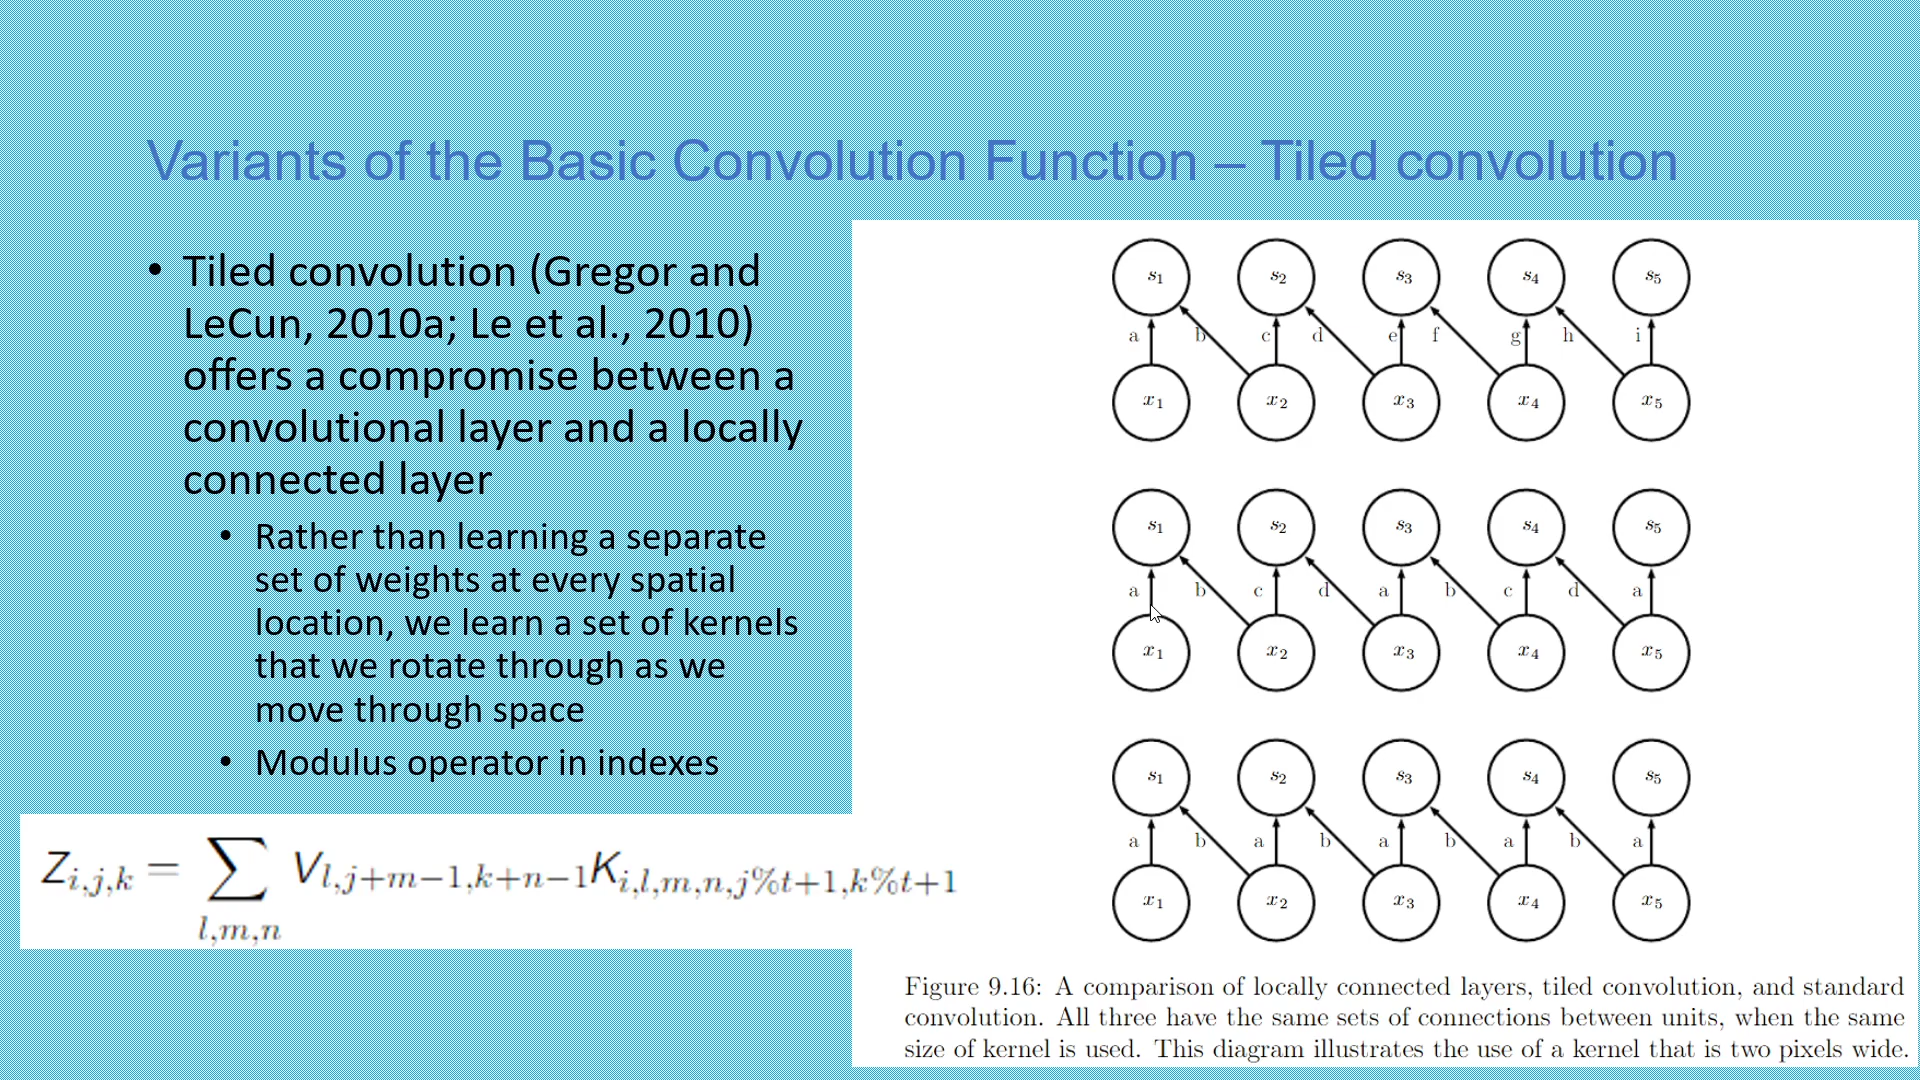 Variants of the Basic Convolution Function – Tiled convolution
• Tiled convolution (Gregor and
LeCun, 2010a; Le et al., 2010)
offers a compromise between a
convolutional layer and a locally
connected layer
• Rather than learning a separate
set of weights at every spatial
location, we learn a set of kernels
that we rotate through as we
move through space
• Modulus operator in indexes
Z_{i,j,k} = ∑_{l,m,n} V_{l,j+m−1,k+n−1}K_{i,l,m,n,j%t+1,k%t+1}
s1 s2 s3 s4 s5
a b c d e f g h i
x1 x2 x3 x4 x5
s1 s2 s3 s4 s5
a b c d a b c d a
x1 x2 x3 x4 x5
s1 s2 s3 s4 s5
a b a b a b a b a
x1 x2 x3 x4 x5
Figure 9.16: A comparison of locally connected layers, tiled convolution, and standard
convolution. All three have the same sets of connections between units, when the same
size of kernel is used. This diagram illustrates the use of a kernel that is two pixels wide.